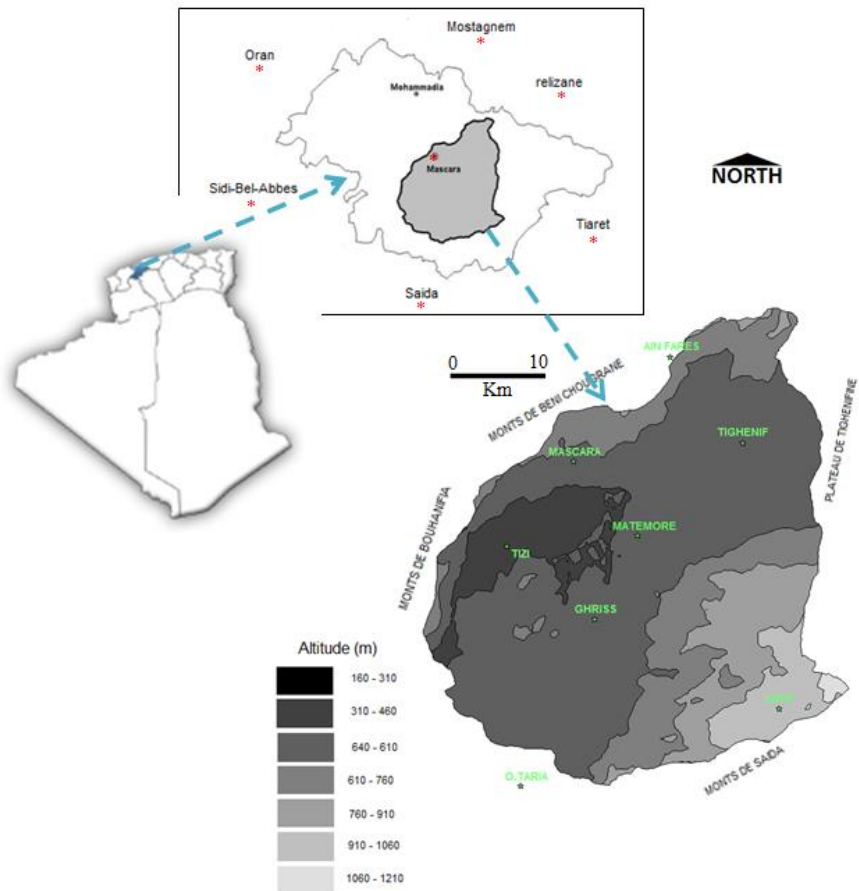 Mostagnem
Oran
relizane
Mohammadia
Mascara
Sidi-Bel-Abbes
Tiaret
Saida
NORTH
0 10
Km
AIN FARES
MONTS DE BENI CHOUGRANE
TIGHENIF
PLATEAU DE TIGHENIFINE
MASCARA
MONTS DE BOUHANIFIA
MATEMORE
TIZI
GHRISS
MONTS DE SAIDA
O.TARIA
Altitude (m)
160 - 310
310 - 460
640 - 610
610 - 760
760 - 910
910 - 1060
1060 - 1210